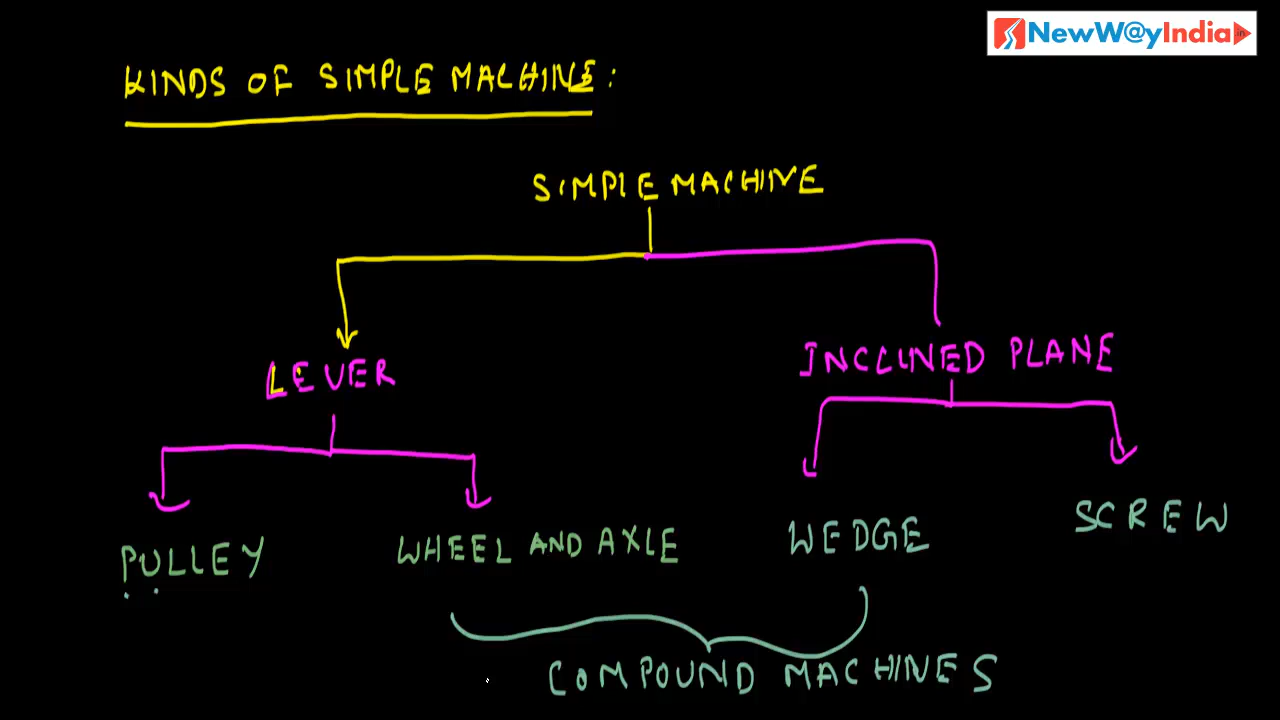 NewW@yIndia.in
KINDS OF SIMPLE MACHINE:
SIMPLE MACHINE
LEVER
INCLINED PLANE
PULLEY
WHEEL AND AXLE
WEDGE
SCREW
COMPOUND MACHINES